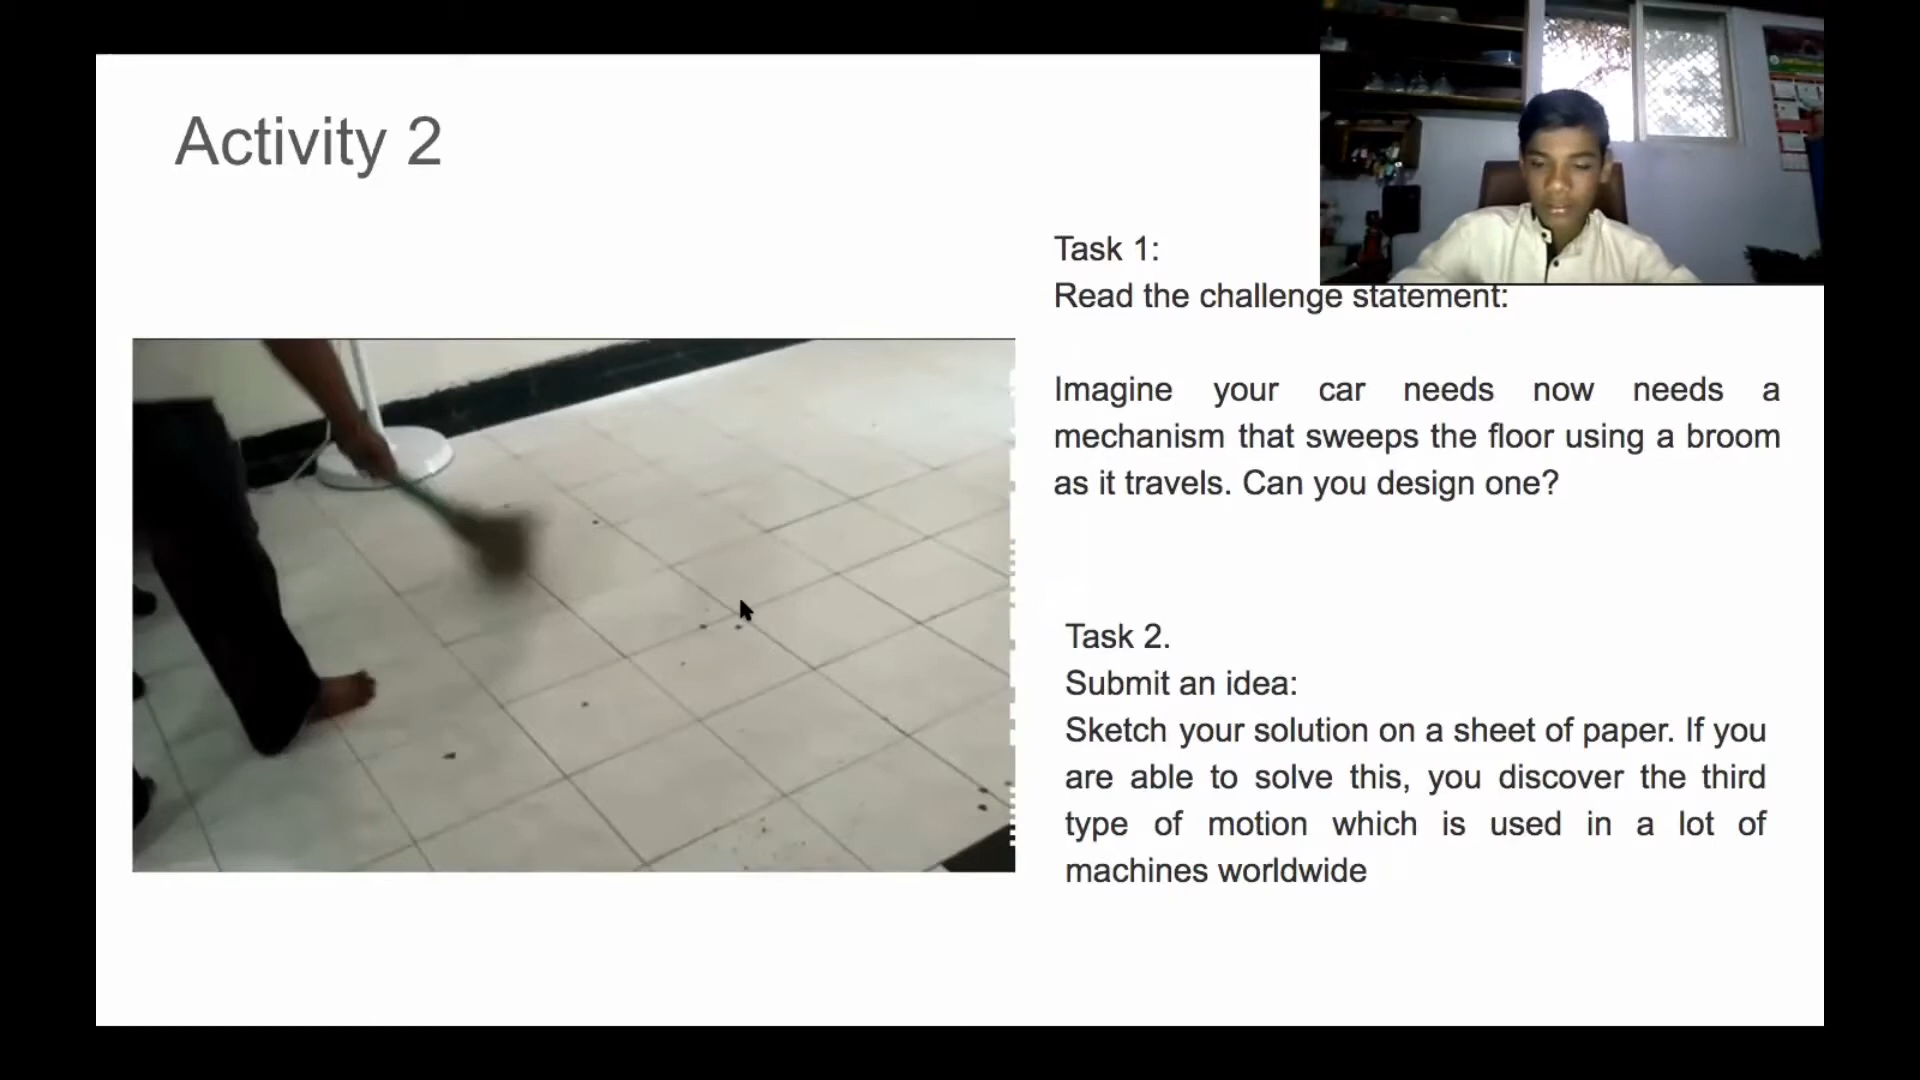 Activity 2
Task 1:
Read the challenge statement:
Imagine your car needs now needs a
mechanism that sweeps the floor using a broom
as it travels. Can you design one?
Task 2.
Submit an idea:
Sketch your solution on a sheet of paper. If you
are able to solve this, you discover the third
type of motion which is used in a lot of
machines worldwide